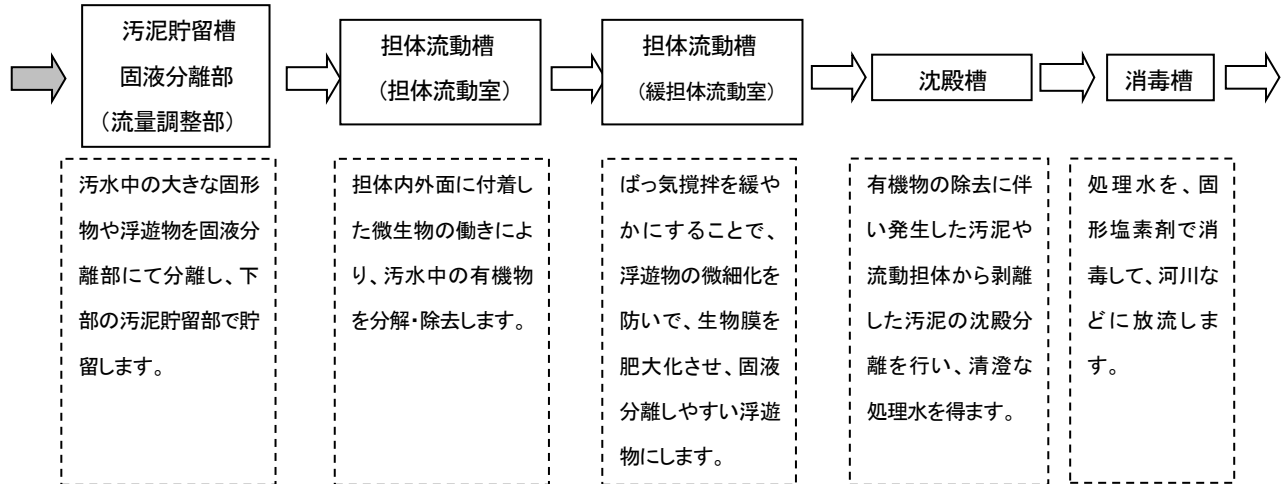 汚泥貯留槽
固液分離部
（流量調整部）
担体流動槽
（担体流動室）
担体流動槽
（緩担体流動室）
沈殿槽
消毒槽
汚水中の大きな固形
物や浮遊物を固液分
離部にて分離し、下
部の汚泥貯留部で貯
留します。
担体内外面に付着し
た微生物の働きによ
り、汚水中の有機物
を分解・除去します。
ばっ気撹拌を緩や
かにすることで、
浮遊物の微細化を
防いで、生物膜を
肥大化させ、固液
分離しやすい浮遊
物にします。
有機物の除去に伴
い発生した汚泥や
流動担体から剥離
した汚泥の沈殿分
離を行い、清澄な
処理水を得ます。
処理水を、固
形塩素剤で消
毒して、河川な
どに放流しま
す。